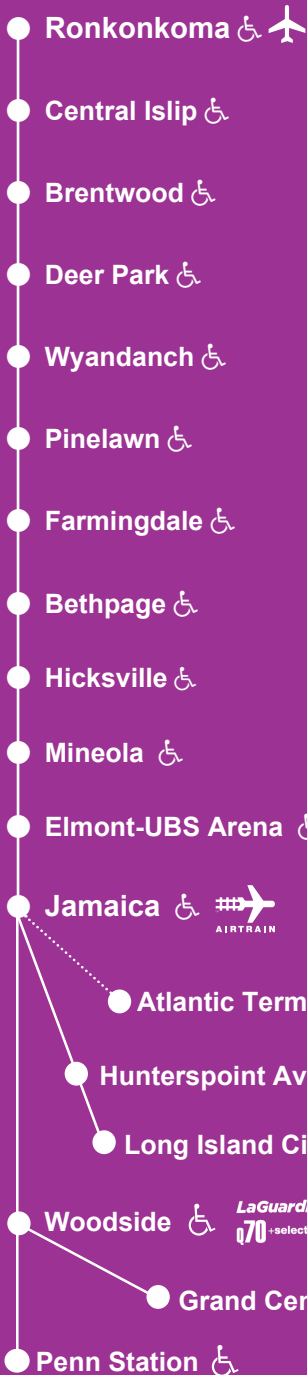 Ronkonkoma
Central Islip
Brentwood
Deer Park
Wyandanch
Pinelawn
Farmingdale
Bethpage
Hicksville
Mineola
Elmont-UBS Arena
Jamaica
AIRTRAIN
Atlantic Term
Hunterspoint Av
Long Island Ci
Woodside
LaGuardi
Q70 +select
Grand Cen
Penn Station